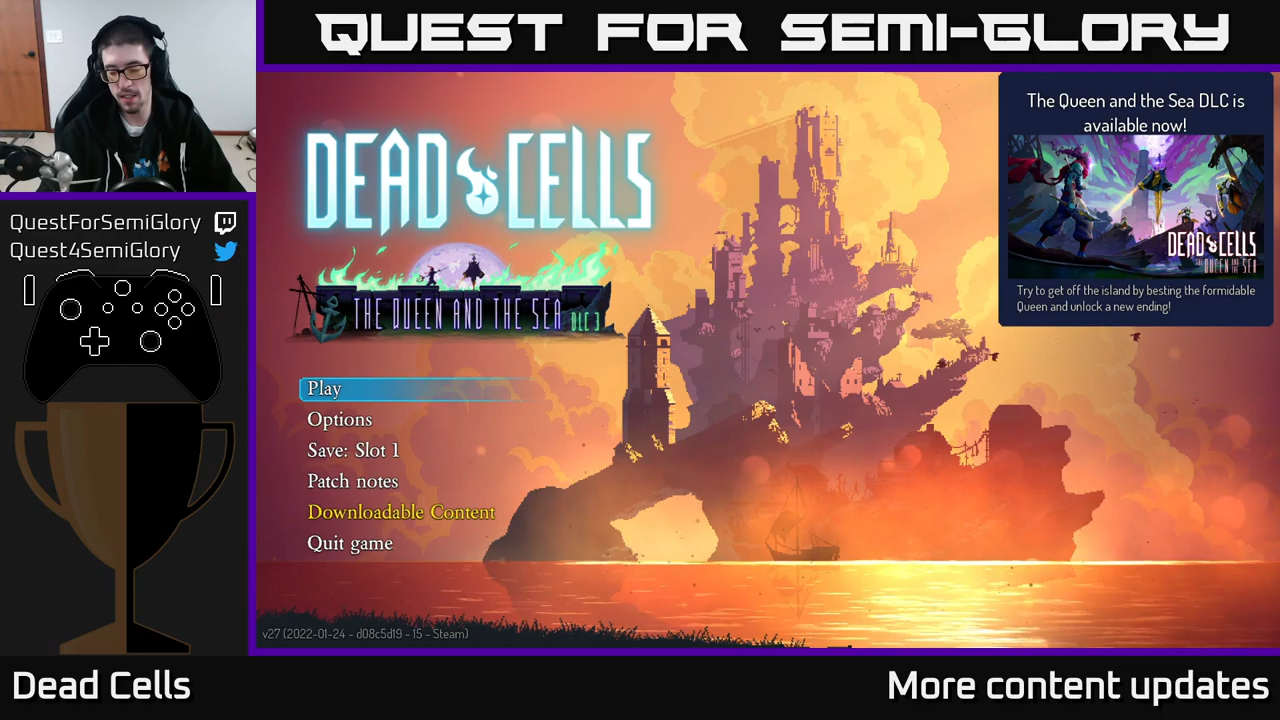 QUEST FOR SEMI-GLORY
QuestForSemiGlory
Quest4SemiGlory
DEAD CELLS
THE QUEEN AND THE SEA DLC 3
Play
Options
Save: Slot 1
Patch notes
Downloadable Content
Quit game
v27 (2022-01-24 - d08c5d19 - 15 - Steam)
The Queen and the Sea DLC is
available now!
DEAD CELLS
THE QUEEN AND THE SEA
Try to get off the island by besting the formidable
Queen and unlock a new ending!
Dead Cells
More content updates